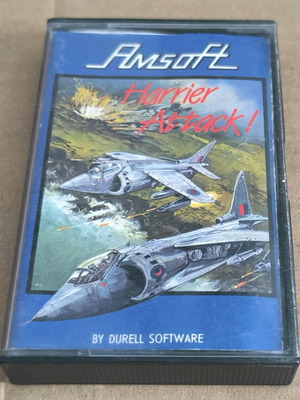 Amsoft
Harrier
Attack!
BY DURELL SOFTWARE